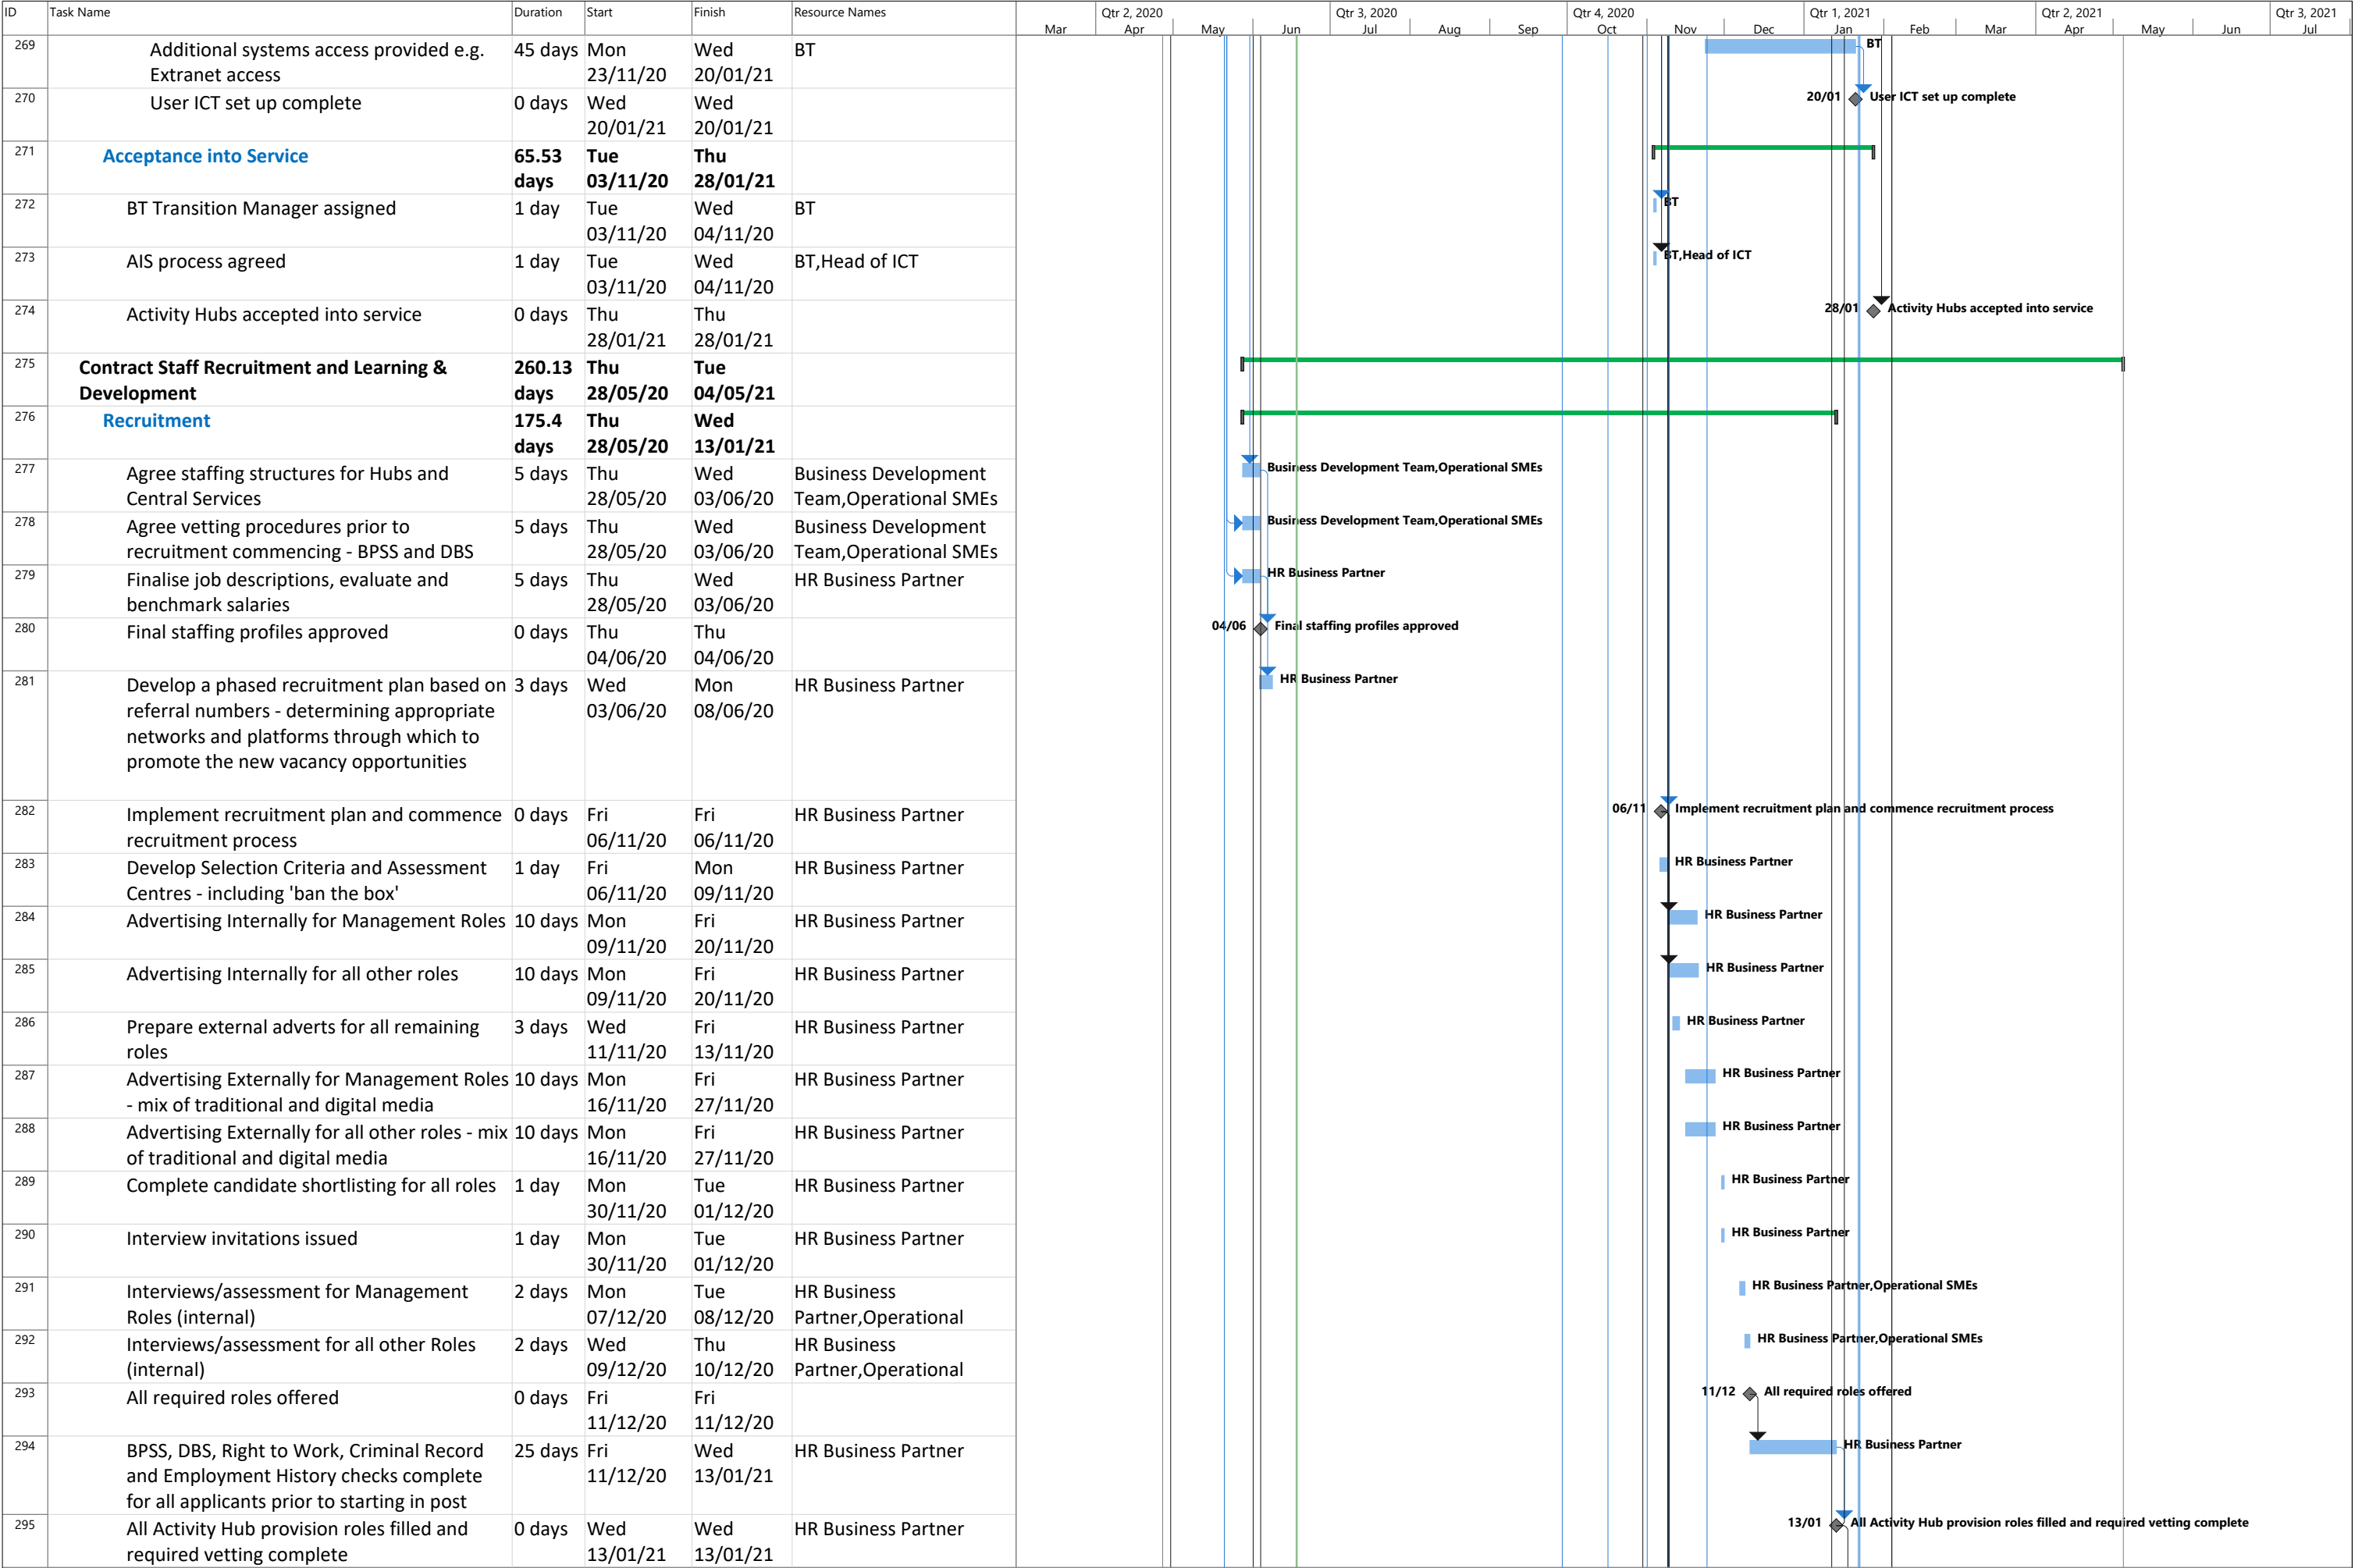 ID Task Name Duration Start Finish Resource Names
Qtr 2, 2020 Qtr 3, 2020 Qtr 4, 2020 Qtr 1, 2021 Qtr 2, 2021 Qtr 3, 2021
Mar Apr May Jun Jul Aug Sep Oct Nov Dec Jan Feb Mar Apr May Jun Jul
269 Additional systems access provided e.g. 45 days Mon Wed BT BT
Extranet access 23/11/20 20/01/21
270 User ICT set up complete 0 days Wed Wed 20/01 User ICT set up complete
20/01/21 20/01/21
271 Acceptance into Service 65.53 Tue Thu
days 03/11/20 28/01/21
272 BT Transition Manager assigned 1 day Tue Wed BT BT
03/11/20 04/11/20
273 AIS process agreed 1 day Tue Wed BT,Head of ICT BT,Head of ICT
03/11/20 04/11/20
274 Activity Hubs accepted into service 0 days Thu Thu 28/01 Activity Hubs accepted into service
28/01/21 28/01/21
275 Contract Staff Recruitment and Learning & 260.13 Thu Tue
Development days 28/05/20 04/05/21
276 Recruitment 175.4 Thu Wed
days 28/05/20 13/01/21
277 Agree staffing structures for Hubs and 5 days Thu Wed Business Development Business Development Team,Operational SMEs
Central Services 28/05/20 03/06/20 Team,Operational SMEs
278 Agree vetting procedures prior to 5 days Thu Wed Business Development Business Development Team,Operational SMEs
recruitment commencing - BPSS and DBS 28/05/20 03/06/20 Team,Operational SMEs
279 Finalise job descriptions, evaluate and 5 days Thu Wed HR Business Partner HR Business Partner
benchmark salaries 28/05/20 03/06/20
280 Final staffing profiles approved 0 days Thu Thu 04/06 Final staffing profiles approved
04/06/20 04/06/20
281 Develop a phased recruitment plan based on 3 days Wed Mon HR Business Partner HR Business Partner
referral numbers - determining appropriate 03/06/20 08/06/20
networks and platforms through which to
promote the new vacancy opportunities
282 Implement recruitment plan and commence 0 days Fri Fri HR Business Partner 06/11 Implement recruitment plan and commence recruitment process
recruitment process 06/11/20 06/11/20
283 Develop Selection Criteria and Assessment 1 day Fri Mon HR Business Partner HR Business Partner
Centres - including 'ban the box' 06/11/20 09/11/20
284 Advertising Internally for Management Roles 10 days Mon Fri HR Business Partner HR Business Partner
09/11/20 20/11/20
285 Advertising Internally for all other roles 10 days Mon Fri HR Business Partner HR Business Partner
09/11/20 20/11/20
286 Prepare external adverts for all remaining 3 days Wed Fri HR Business Partner HR Business Partner
roles 11/11/20 13/11/20
287 Advertising Externally for Management Roles 10 days Mon Fri HR Business Partner HR Business Partner
- mix of traditional and digital media 16/11/20 27/11/20
288 Advertising Externally for all other roles - mix 10 days Mon Fri HR Business Partner HR Business Partner
of traditional and digital media 16/11/20 27/11/20
289 Complete candidate shortlisting for all roles 1 day Mon Tue HR Business Partner HR Business Partner
30/11/20 01/12/20
290 Interview invitations issued 1 day Mon Tue HR Business Partner HR Business Partner
30/11/20 01/12/20
291 Interviews/assessment for Management 2 days Mon Tue HR Business HR Business Partner,Operational SMEs
Roles (internal) 07/12/20 08/12/20 Partner,Operational
292 Interviews/assessment for all other Roles 2 days Wed Thu HR Business HR Business Partner,Operational SMEs
(internal) 09/12/20 10/12/20 Partner,Operational
293 All required roles offered 0 days Fri Fri 11/12 All required roles offered
11/12/20 11/12/20
294 BPSS, DBS, Right to Work, Criminal Record 25 days Fri Wed HR Business Partner HR Business Partner
and Employment History checks complete 11/12/20 13/01/21
for all applicants prior to starting in post
295 All Activity Hub provision roles filled and 0 days Wed Wed HR Business Partner 13/01 All Activity Hub provision roles filled and required vetting complete
required vetting complete 13/01/21 13/01/21